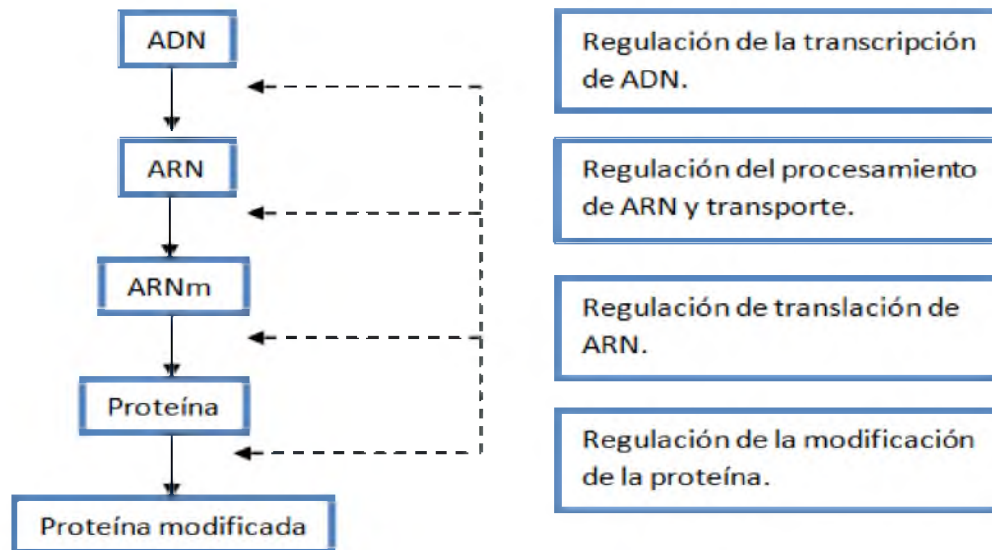 ADN
Regulación de la transcripción
de ADN.
ARN
Regulación del procesamiento
de ARN y transporte.
ARNm
Regulación de translación de
ARN.
Proteína
Regulación de la modificación
de la proteína.
Proteína modificada